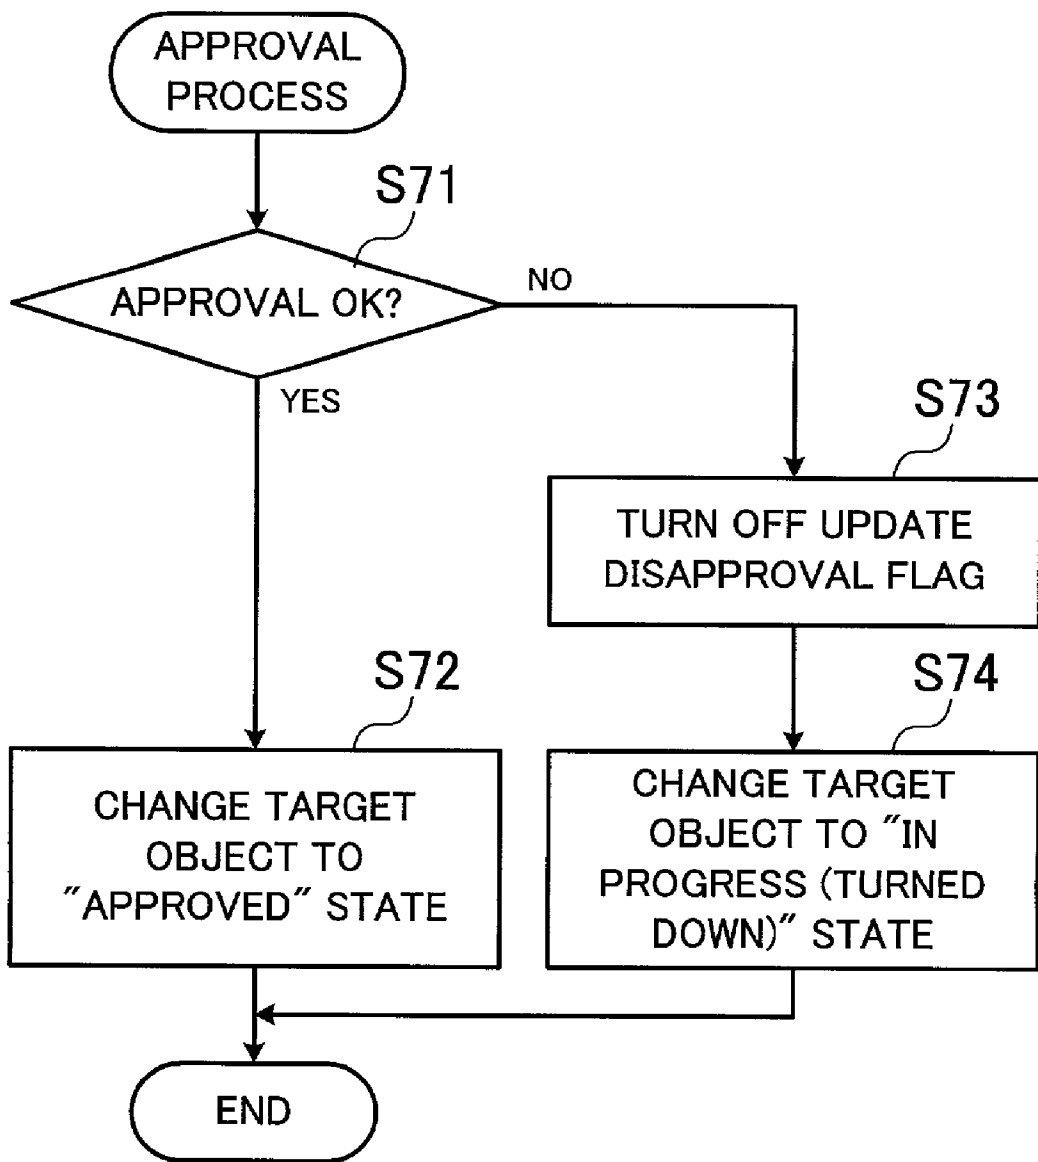 APPROVAL
PROCESS
S71
APPROVAL OK?
NO
YES
S73
TURN OFF UPDATE
DISAPPROVAL FLAG
S72
CHANGE TARGET
OBJECT TO
"APPROVED" STATE
S74
CHANGE TARGET
OBJECT TO "IN
PROGRESS (TURNED
DOWN)" STATE
END